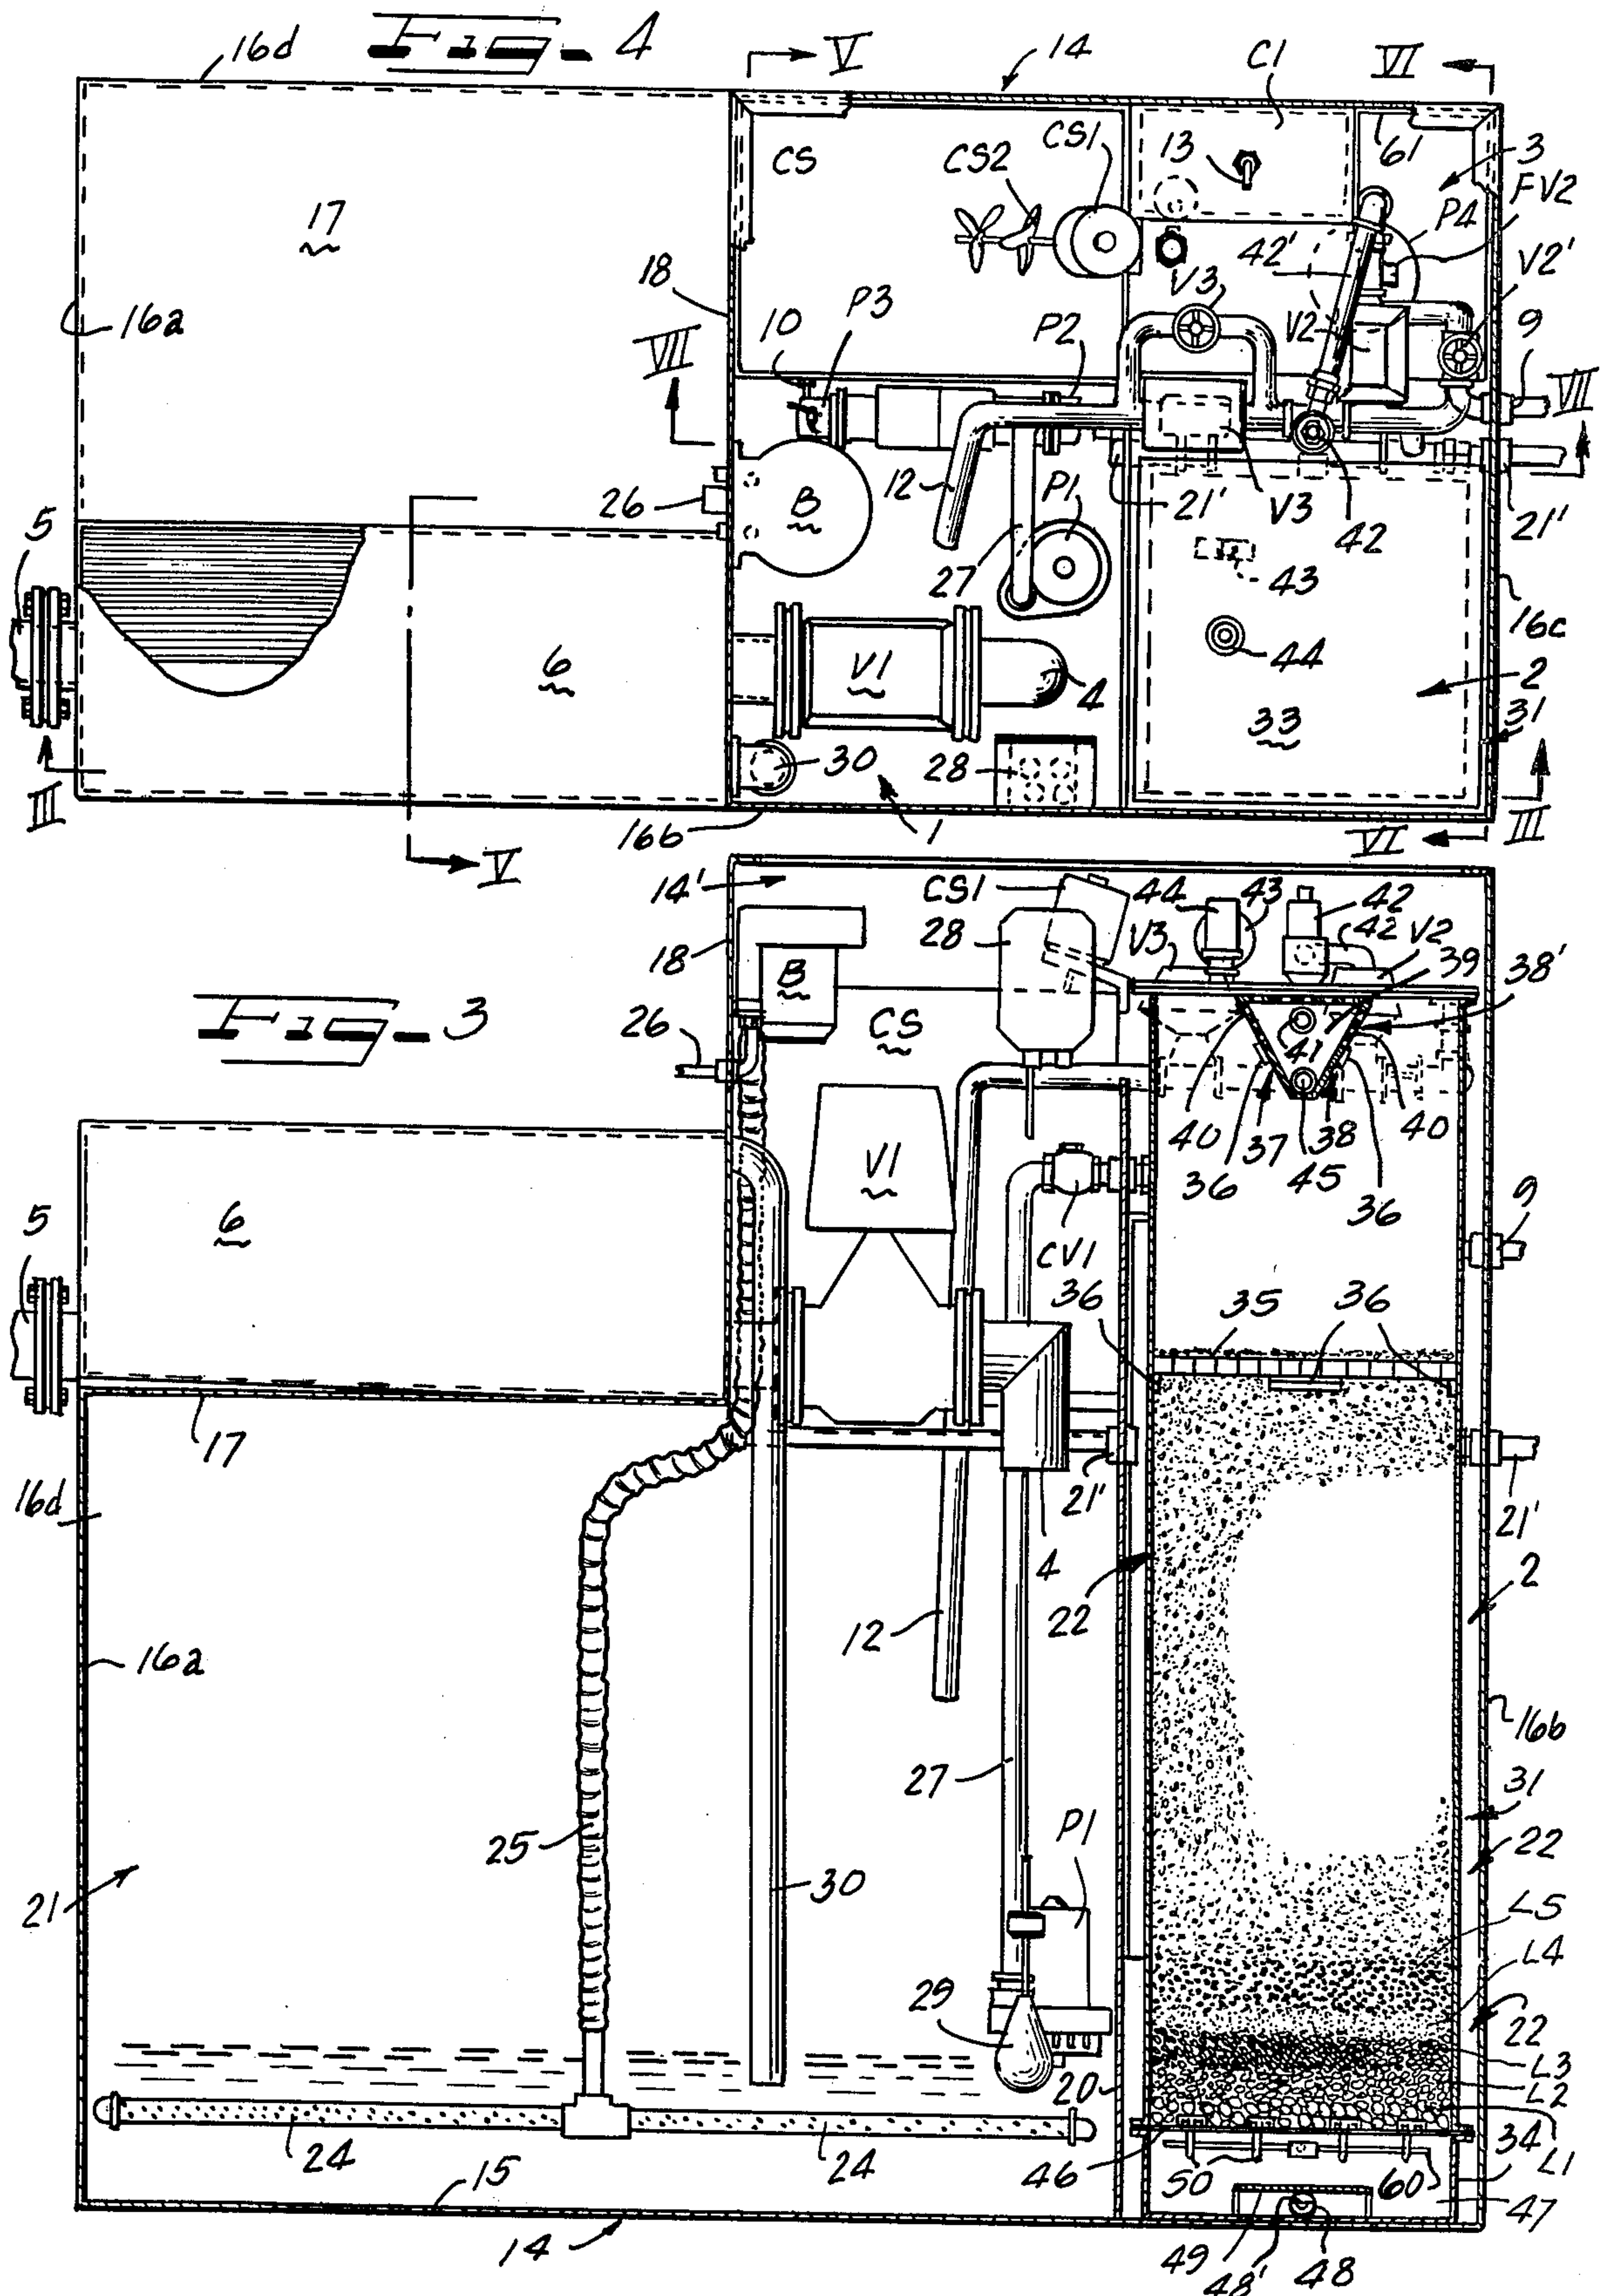 FIG. 4
16d
V
14
C1
VI
CS
CS2
CS1
13
61
3
FV2
17
P4
42'
V2'
16a
18
P3
V3
10
P2
V2
9
VII
VII
26
B
12
P1
21'
V3
42
21'
5
27
43
16c
6
V1
4
44
2
33
31
III
30
28
1
16b
V
VI
III
14'
CS1
44
43
42
28
V3
42
V2
39
38'
18
B
FIG. 3
26
CS
41
40
37
38
40
V1
36
45
36
9
5
6
CV1
36
35
36
17
16d
21'
4
21'
22
2
12
16a
16b
27
31
25
P1
22
30
21
L5
L4
29
22
20
L3
L2
24
24
46
50
60
34
L1
15
47
14
49
48'
48